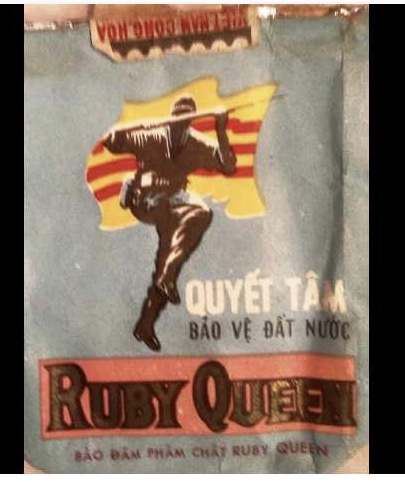 VIỆT-NAM CỘNG-HÒA
QUYẾT TÂM
BẢO VỆ ĐẤT NƯỚC
RUBY QUEEN
BẢO ĐẢM PHẨM CHẤT RUBY QUEEN